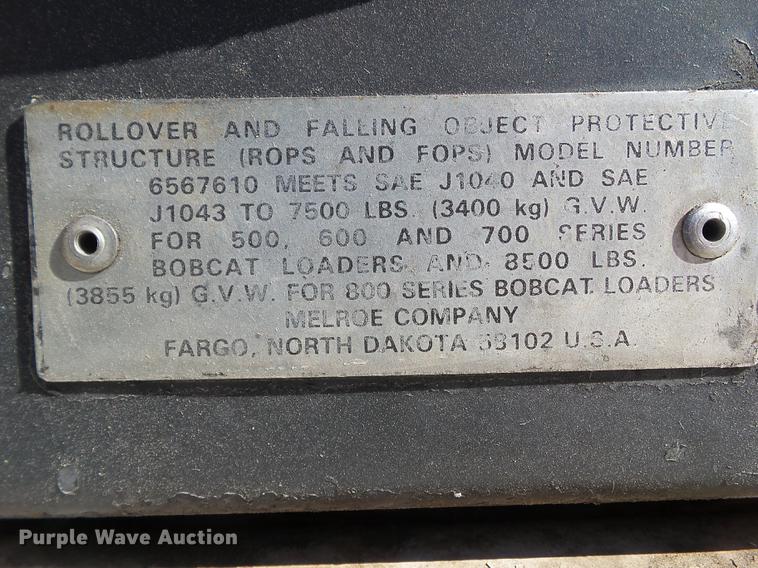 ROLLOVER AND FALLING OBJECT PROTECTIVE
STRUCTURE (ROPS AND FOPS) MODEL NUMBER
6567610 MEETS SAE J1040 AND SAE
J1043 TO 7500 LBS. (3400 kg) G.V.W.
FOR 500, 600 AND 700 SERIES
BOBCAT LOADERS AND 8500 LBS.
(3855 kg) G.V.W. FOR 800 SERIES BOBCAT LOADERS
MELROE COMPANY
FARGO, NORTH DAKOTA 58102 U.S.A.
Purple Wave Auction